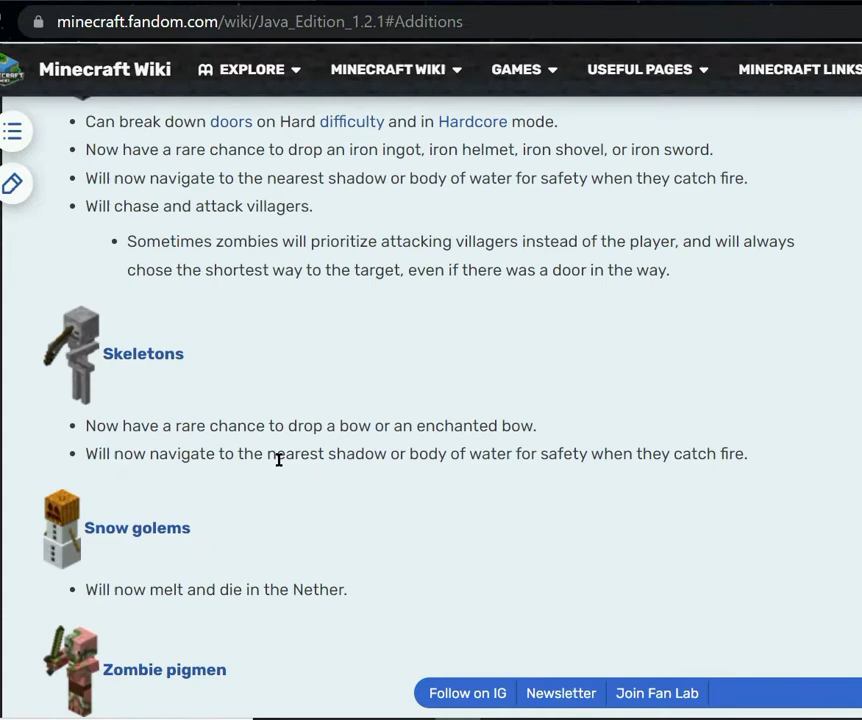 minecraft.fandom.com/wiki/Java_Edition_1.2.1#Additions
Minecraft Wiki EXPLORE MINECRAFT WIKI GAMES USEFUL PAGES MINECRAFT LINKS
Can break down doors on Hard difficulty and in Hardcore mode.
Now have a rare chance to drop an iron ingot, iron helmet, iron shovel, or iron sword.
Will now navigate to the nearest shadow or body of water for safety when they catch fire.
Will chase and attack villagers.
Sometimes zombies will prioritize attacking villagers instead of the player, and will always
chose the shortest way to the target, even if there was a door in the way.
Skeletons
Now have a rare chance to drop a bow or an enchanted bow.
Will now navigate to the nearest shadow or body of water for safety when they catch fire.
Snow golems
Will now melt and die in the Nether.
Zombie pigmen
Follow on IG Newsletter Join Fan Lab